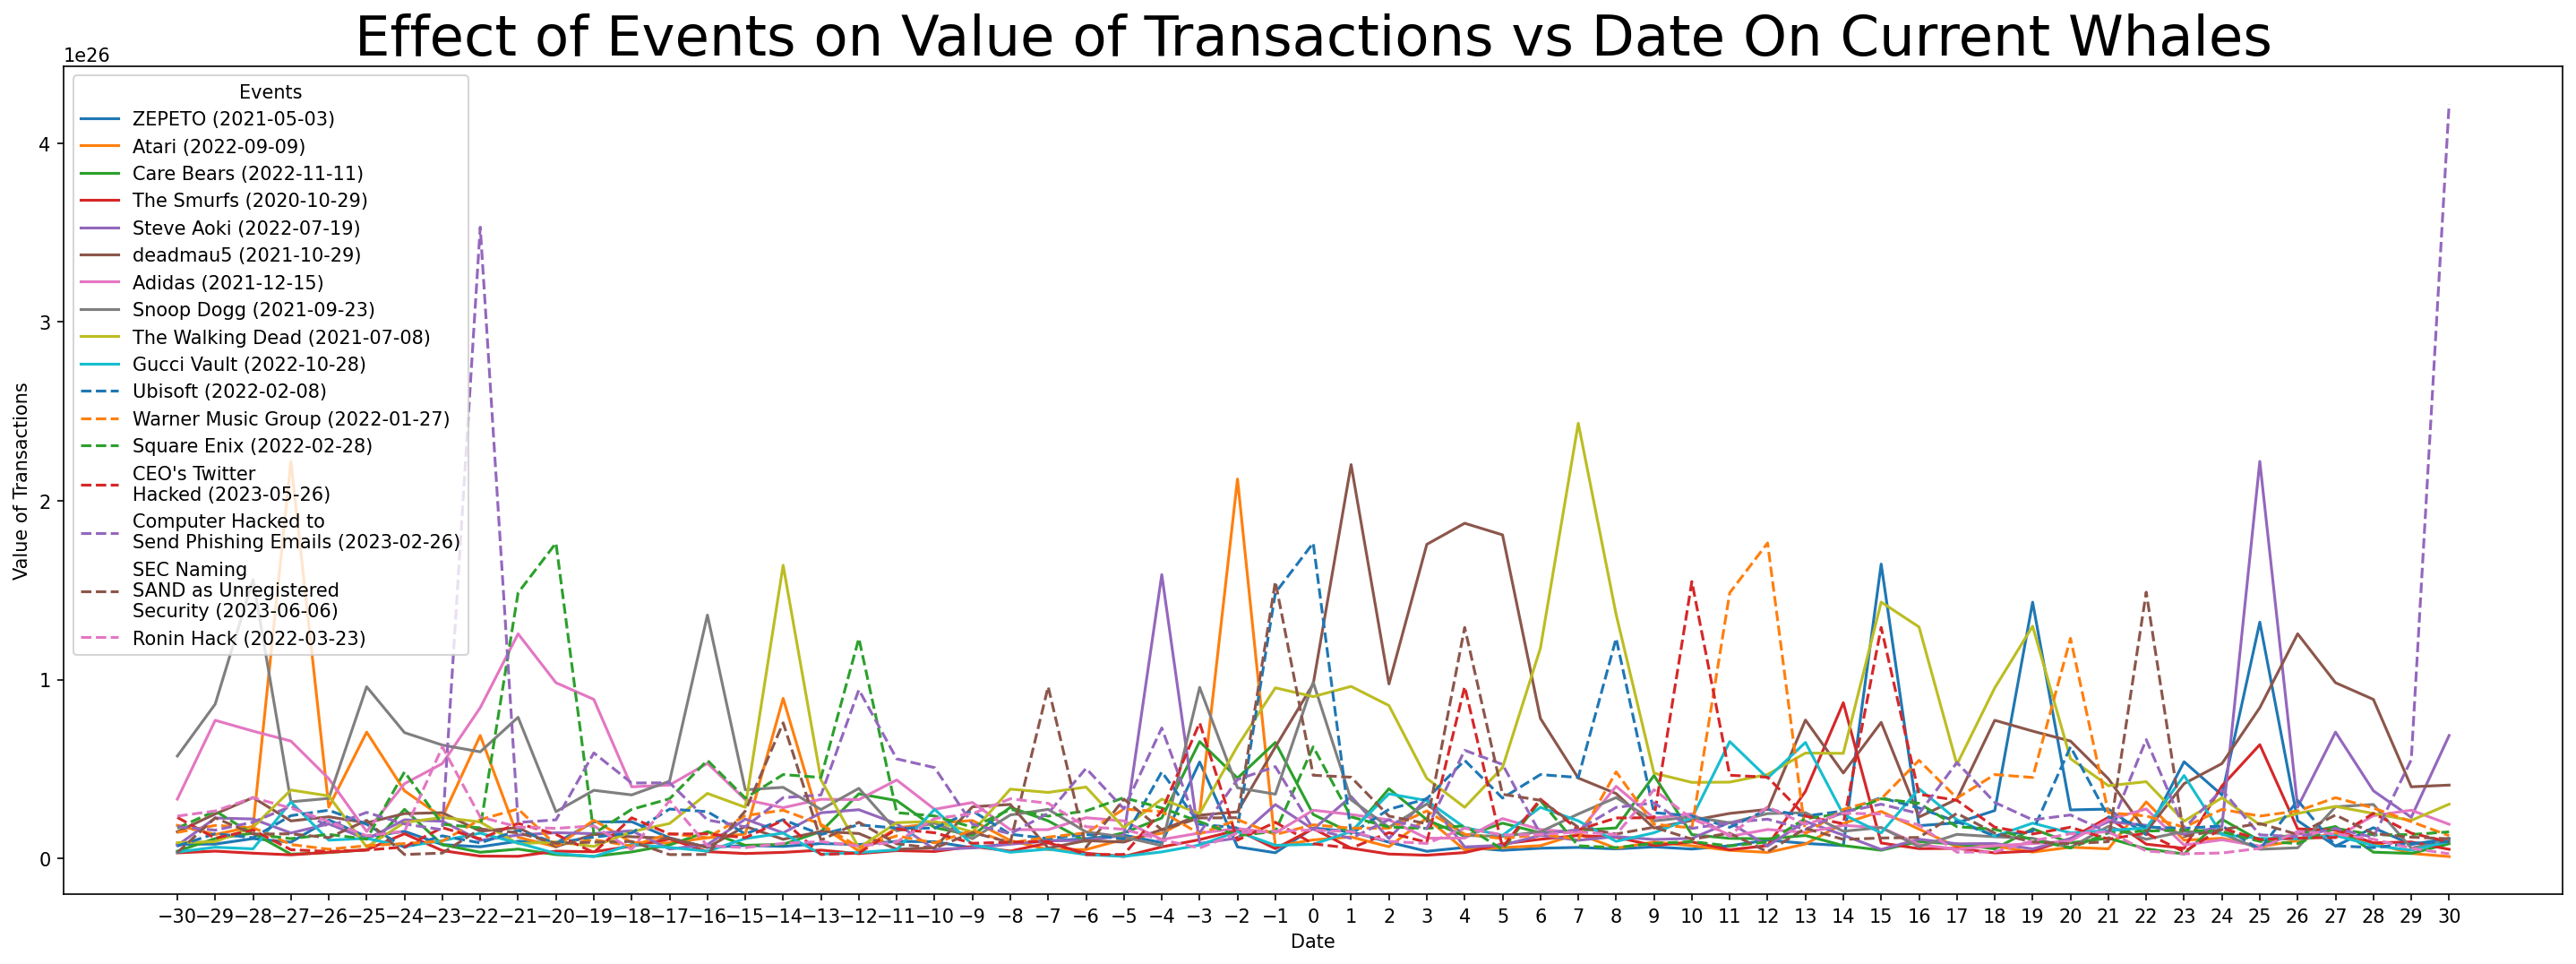 Effect of Events on Value of Transactions vs Date On Current Whales
1e26
Events
ZEPETO (2021-05-03)
Atari (2022-09-09)
Care Bears (2022-11-11)
The Smurfs (2020-10-29)
Steve Aoki (2022-07-19)
deadmau5 (2021-10-29)
Adidas (2021-12-15)
Snoop Dogg (2021-09-23)
The Walking Dead (2021-07-08)
Gucci Vault (2022-10-28)
Ubisoft (2022-02-08)
Warner Music Group (2022-01-27)
Square Enix (2022-02-28)
CEO's Twitter
Hacked (2023-05-26)
Computer Hacked to
Send Phishing Emails (2023-02-26)
SEC Naming
SAND as Unregistered
Security (2023-06-06)
Ronin Hack (2022-03-23)
4
3
2
1
0
Value of Transactions
−30 −29 −28 −27 −26 −25 −24 −23 −22 −21 −20 −19 −18 −17 −16 −15 −14 −13 −12 −11 −10 −9 −8 −7 −6 −5 −4 −3 −2 −1 0 1 2 3 4 5 6 7 8 9 10 11 12 13 14 15 16 17 18 19 20 21 22 23 24 25 26 27 28 29 30
Date